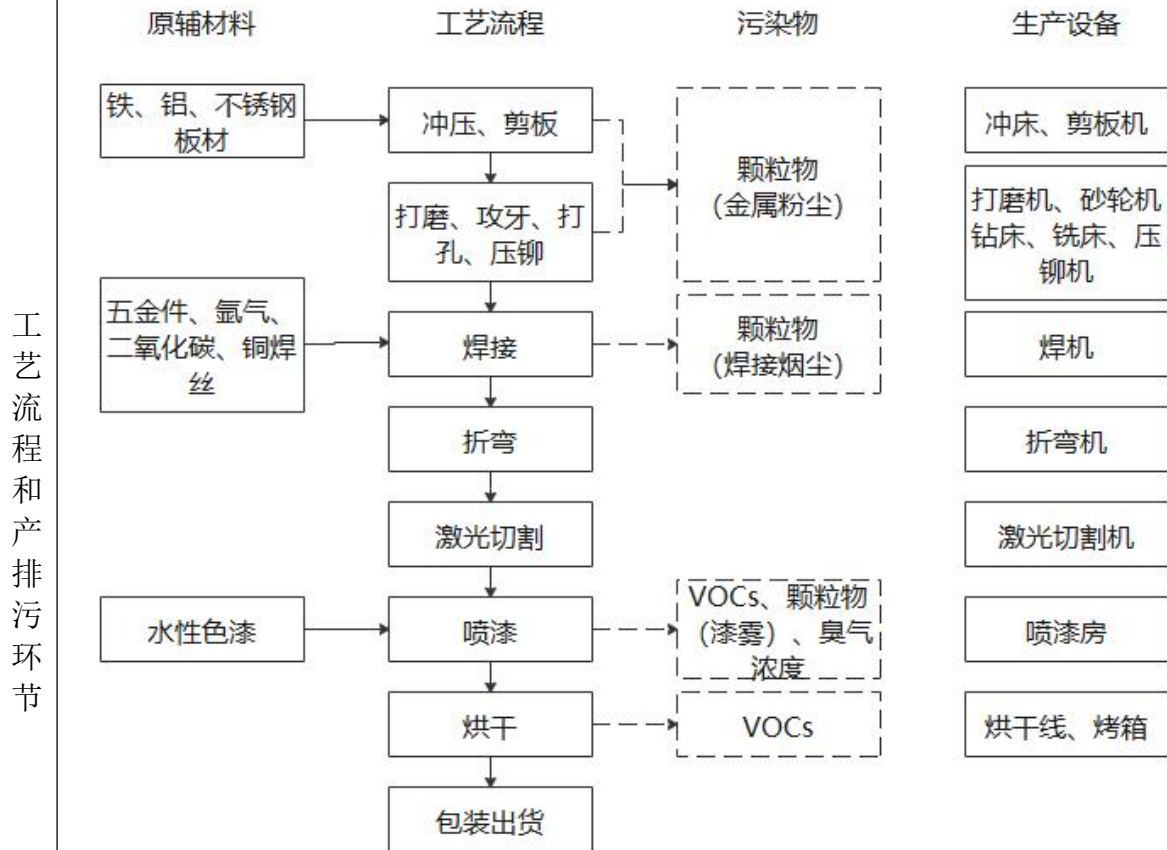 原辅材料
工艺流程
污染物
生产设备
铁、铝、不锈钢
板材
冲压、剪板
颗粒物
（金属粉尘）
冲床、剪板机
打磨、攻牙、打
孔、压铆
打磨机、砂轮机
钻床、铣床、压
铆机
五金件、氩气、
二氧化碳、铜焊
丝
焊接
颗粒物
（焊接烟尘）
焊机
折弯
折弯机
激光切割
激光切割机
水性色漆
喷漆
VOCs、颗粒物
（漆雾）、臭气
浓度
喷漆房
烘干
VOCs
烘干线、烤箱
包装出货
工
艺
流
程
和
产
排
污
环
节